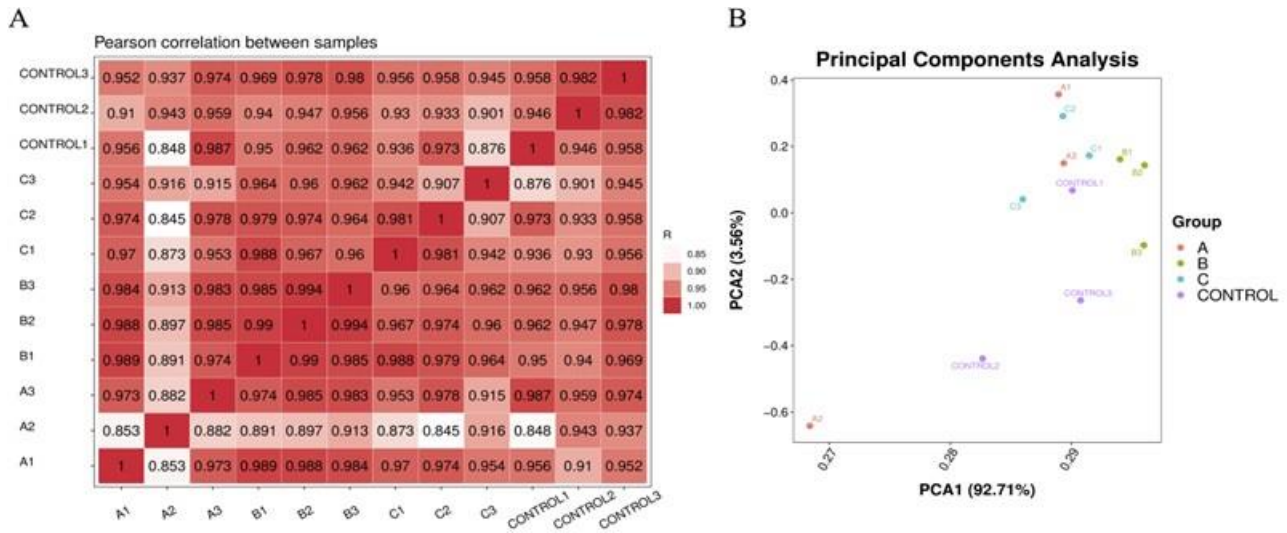 A
Pearson correlation between samples
CONTROL3 0.952 0.937 0.974 0.969 0.978 0.98 0.956 0.958 0.945 0.958 0.982 1
CONTROL2 0.91 0.943 0.959 0.94 0.947 0.956 0.93 0.933 0.901 0.946 1 0.982
CONTROL1 0.956 0.848 0.987 0.95 0.962 0.962 0.936 0.973 0.876 1 0.946 0.958
C3 0.954 0.916 0.915 0.964 0.96 0.962 0.942 0.907 1 0.876 0.901 0.945
C2 0.974 0.845 0.978 0.979 0.974 0.964 0.981 1 0.907 0.973 0.933 0.958
C1 0.97 0.873 0.953 0.988 0.967 0.96 1 0.981 0.942 0.936 0.93 0.956
B3 0.984 0.913 0.983 0.985 0.994 1 0.96 0.964 0.962 0.962 0.956 0.98
B2 0.988 0.897 0.985 0.99 1 0.994 0.967 0.974 0.96 0.962 0.947 0.978
B1 0.989 0.891 0.974 1 0.99 0.985 0.988 0.979 0.964 0.95 0.94 0.969
A3 0.973 0.882 1 0.974 0.985 0.983 0.953 0.978 0.915 0.987 0.959 0.974
A2 0.853 1 0.882 0.891 0.897 0.913 0.873 0.845 0.916 0.848 0.943 0.937
A1 1 0.853 0.973 0.989 0.988 0.984 0.97 0.974 0.954 0.956 0.91 0.952
A1 A2 A3 B1 B2 B3 C1 C2 C3 CONTROL1 CONTROL2 CONTROL3
R
0.85
0.90
0.95
1.00
B
Principal Components Analysis
PCA2 (3.56%)
0.4
0.2
0.0
−0.2
−0.4
−0.6
A1
C2
C1
B1
B2
CONTROL1
C3
B3
CONTROL3
CONTROL2
0.27 0.28 0.29
PCA1 (92.71%)
Group
A
B
C
CONTROL